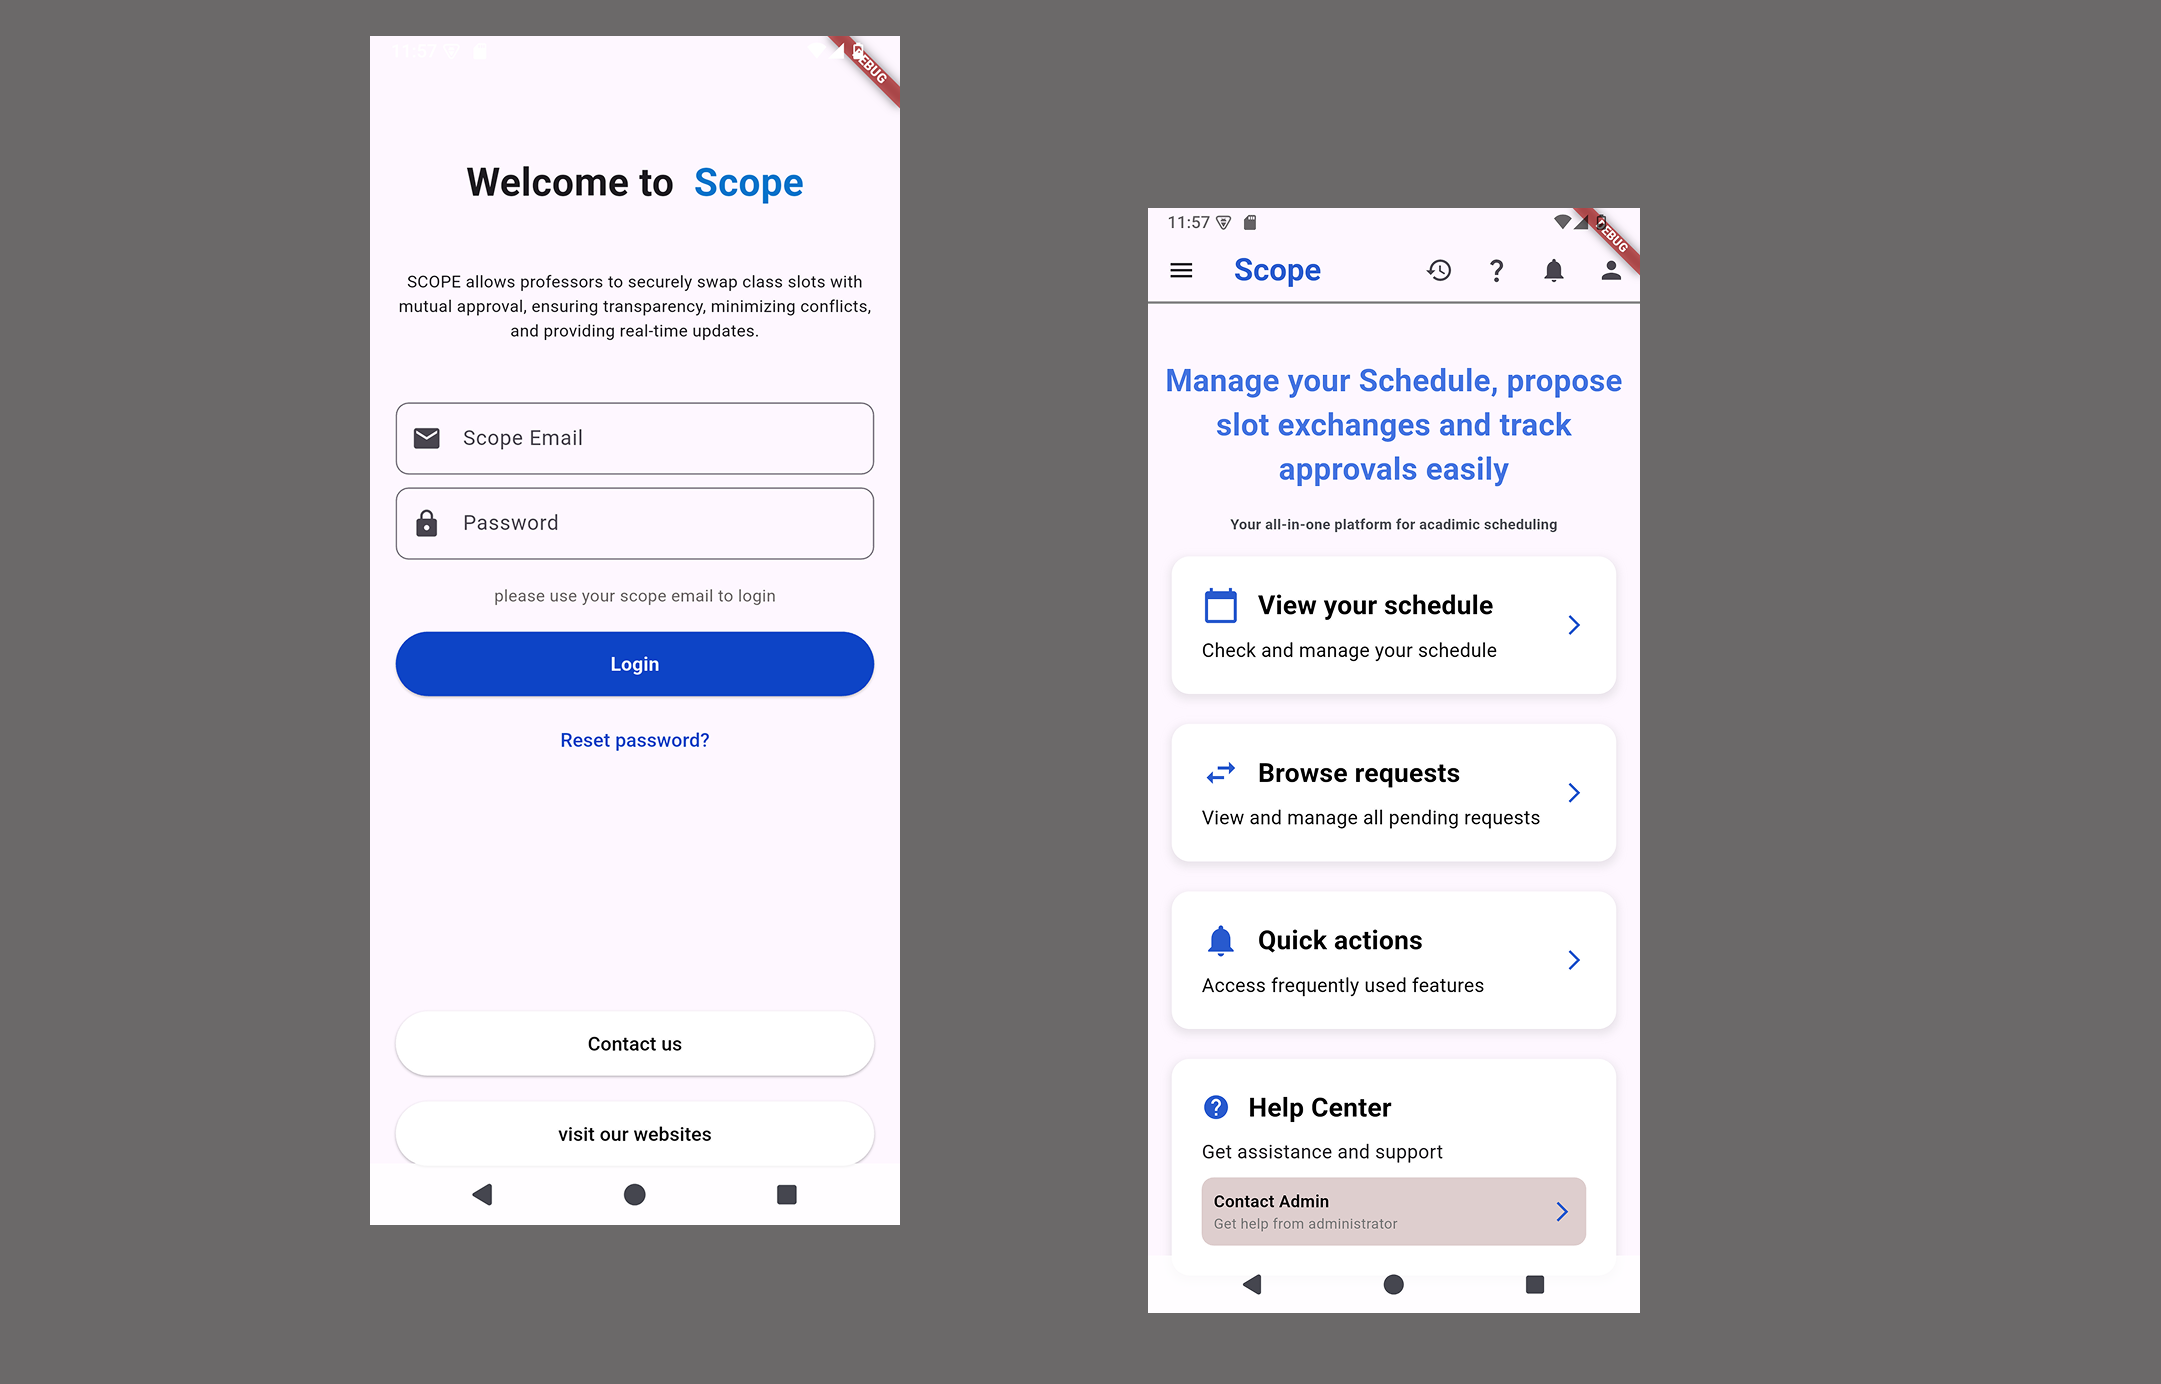 11:57
DEBUG
Welcome to Scope
SCOPE allows professors to securely swap class slots with
mutual approval, ensuring transparency, minimizing conflicts,
and providing real-time updates.
Scope Email
Password
please use your scope email to login
Login
Reset password?
Contact us
visit our websites
11:57
DEBUG
Scope
Manage your Schedule, propose
slot exchanges and track
approvals easily
Your all-in-one platform for acadimic scheduling
View your schedule
Check and manage your schedule
Browse requests
View and manage all pending requests
Quick actions
Access frequently used features
Help Center
Get assistance and support
Contact Admin
Get help from administrator